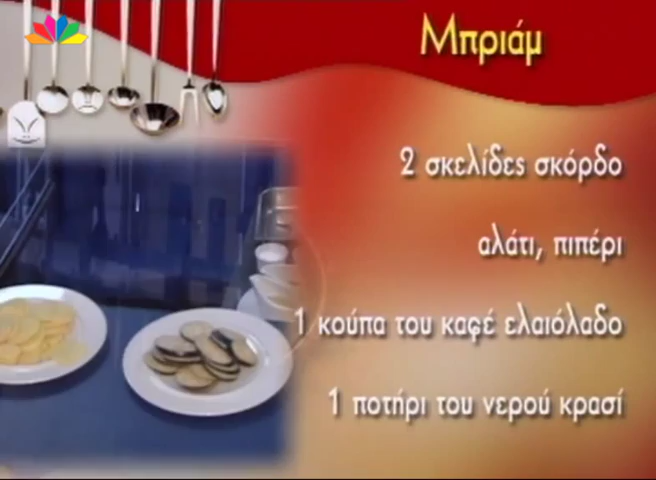 Μπριάμ
2 σκελίδες σκόρδο
αλάτι, πιπέρι
1 κούπα του καφέ ελαιόλαδο
1 ποτήρι του νερού κρασί